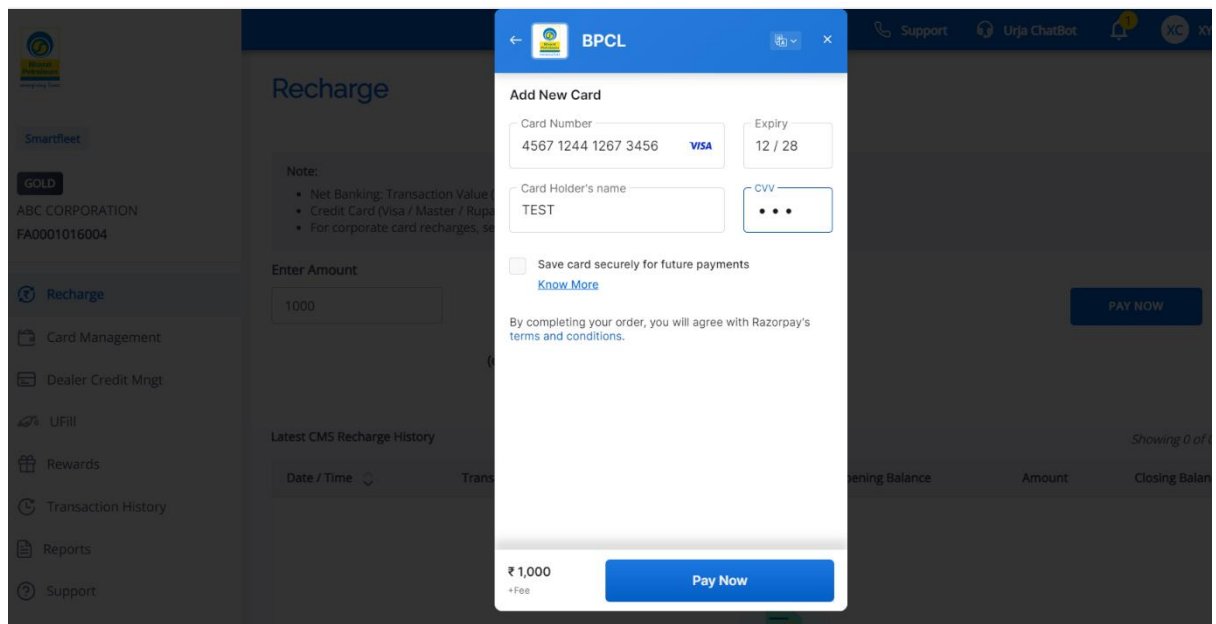 Bharat
Petroleum
Smartfleet
GOLD
ABC CORPORATION
FA0001016004
Recharge
Card Management
Dealer Credit Mngt
UFill
Rewards
Transaction History
Reports
Support
Support
Urja ChatBot
1
XC
Recharge
Note:
• Net Banking: Transaction Value
• Credit Card (Visa / Master / Rupa
• For corporate card recharges, se
Enter Amount
1000
PAY NOW
Latest CMS Recharge History
Showing 0 of
Date / Time
Trans
pening Balance
Amount
Closing Balan
BPCL
Add New Card
Card Number
4567 1244 1267 3456
VISA
Expiry
12 / 28
Card Holder's name
TEST
CVV
• • •
Save card securely for future payments
Know More
By completing your order, you will agree with Razorpay's
terms and conditions.
₹ 1,000
+Fee
Pay Now